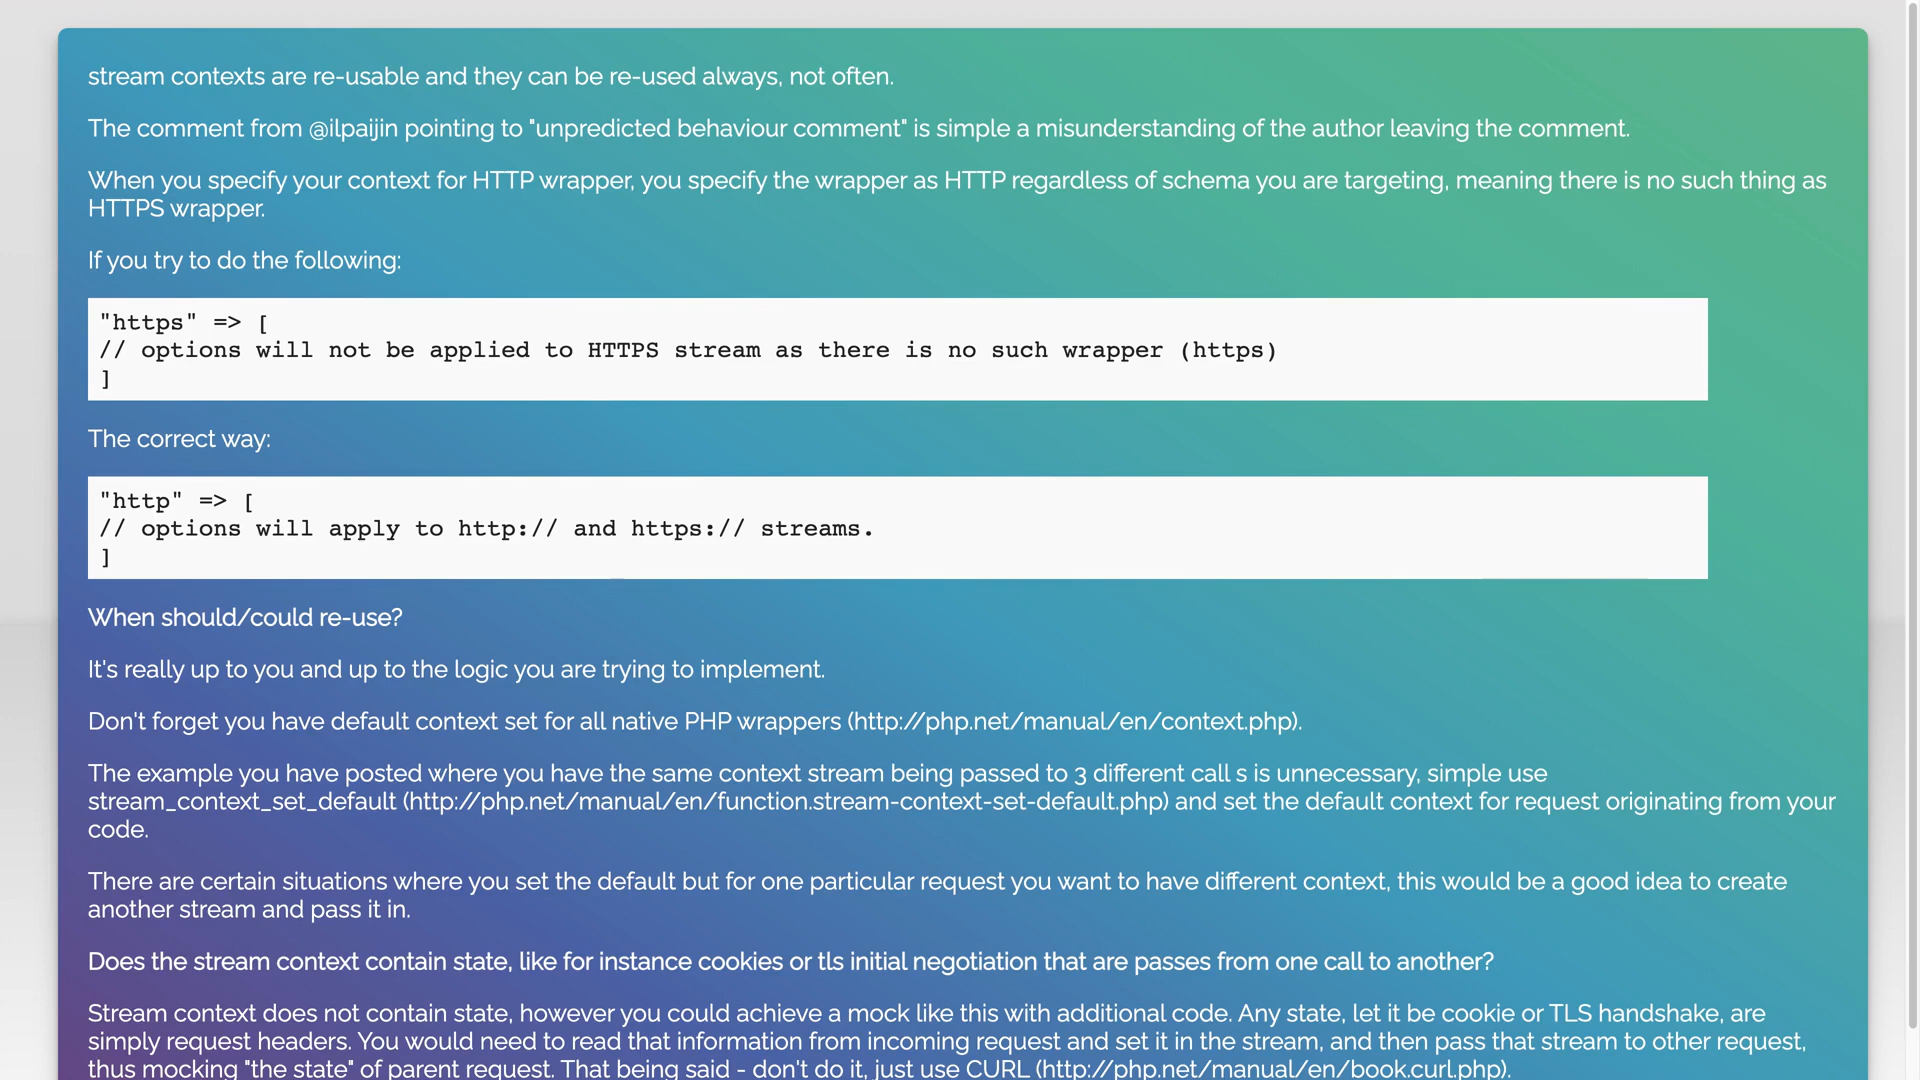 stream contexts are re-usable and they can be re-used always, not often.
The comment from @ilpaijin pointing to "unpredicted behaviour comment" is simple a misunderstanding of the author leaving the comment.
When you specify your context for HTTP wrapper, you specify the wrapper as HTTP regardless of schema you are targeting, meaning there is no such thing as
HTTPS wrapper.
If you try to do the following:
"https" => [
// options will not be applied to HTTPS stream as there is no such wrapper (https)
]
The correct way:
"http" => [
// options will apply to http:// and https:// streams.
]
When should/could re-use?
It's really up to you and up to the logic you are trying to implement.
Don't forget you have default context set for all native PHP wrappers (http://php.net/manual/en/context.php).
The example you have posted where you have the same context stream being passed to 3 different call s is unnecessary, simple use
stream_context_set_default (http://php.net/manual/en/function.stream-context-set-default.php) and set the default context for request originating from your
code.
There are certain situations where you set the default but for one particular request you want to have different context, this would be a good idea to create
another stream and pass it in.
Does the stream context contain state, like for instance cookies or tls initial negotiation that are passes from one call to another?
Stream context does not contain state, however you could achieve a mock like this with additional code. Any state, let it be cookie or TLS handshake, are
simply request headers. You would need to read that information from incoming request and set it in the stream, and then pass that stream to other request,
thus mocking "the state" of parent request. That being said - don't do it, just use CURL (http://php.net/manual/en/book.curl.php).